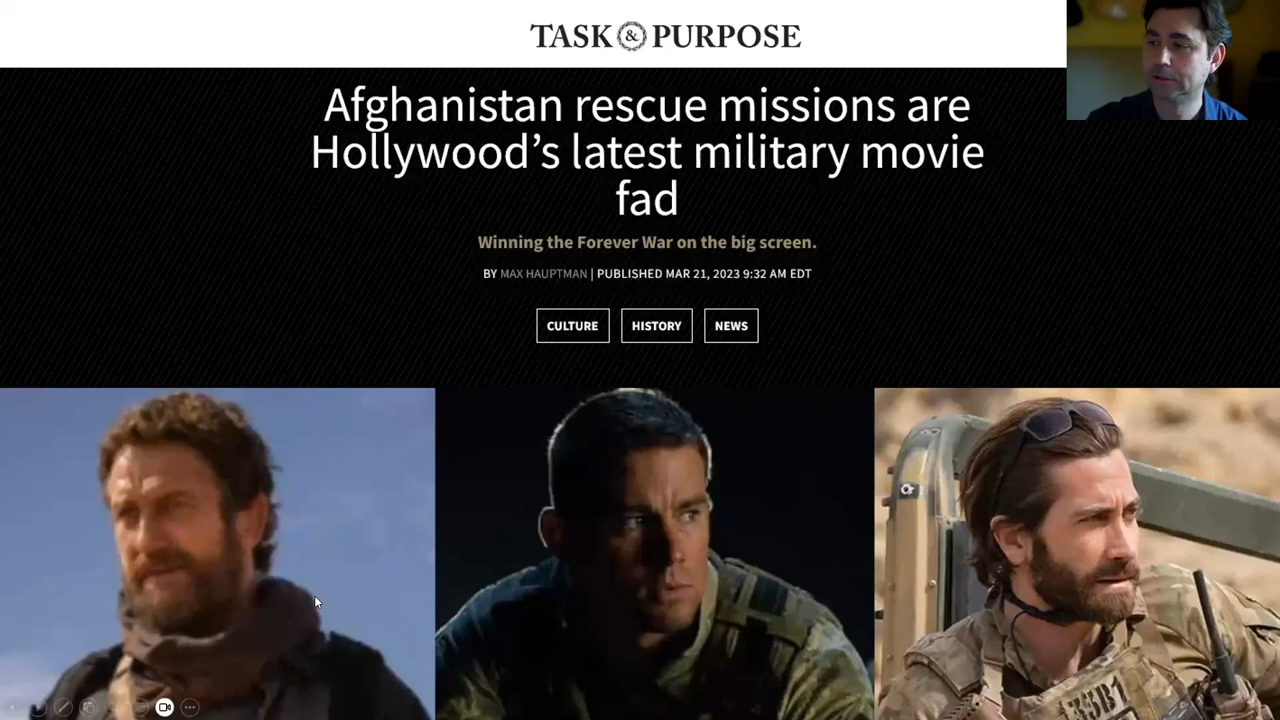 TASK & PURPOSE
Afghanistan rescue missions are
Hollywood’s latest military movie
fad
Winning the Forever War on the big screen.
BY MAX HAUPTMAN | PUBLISHED MAR 21, 2023 9:32 AM EDT
CULTURE HISTORY NEWS